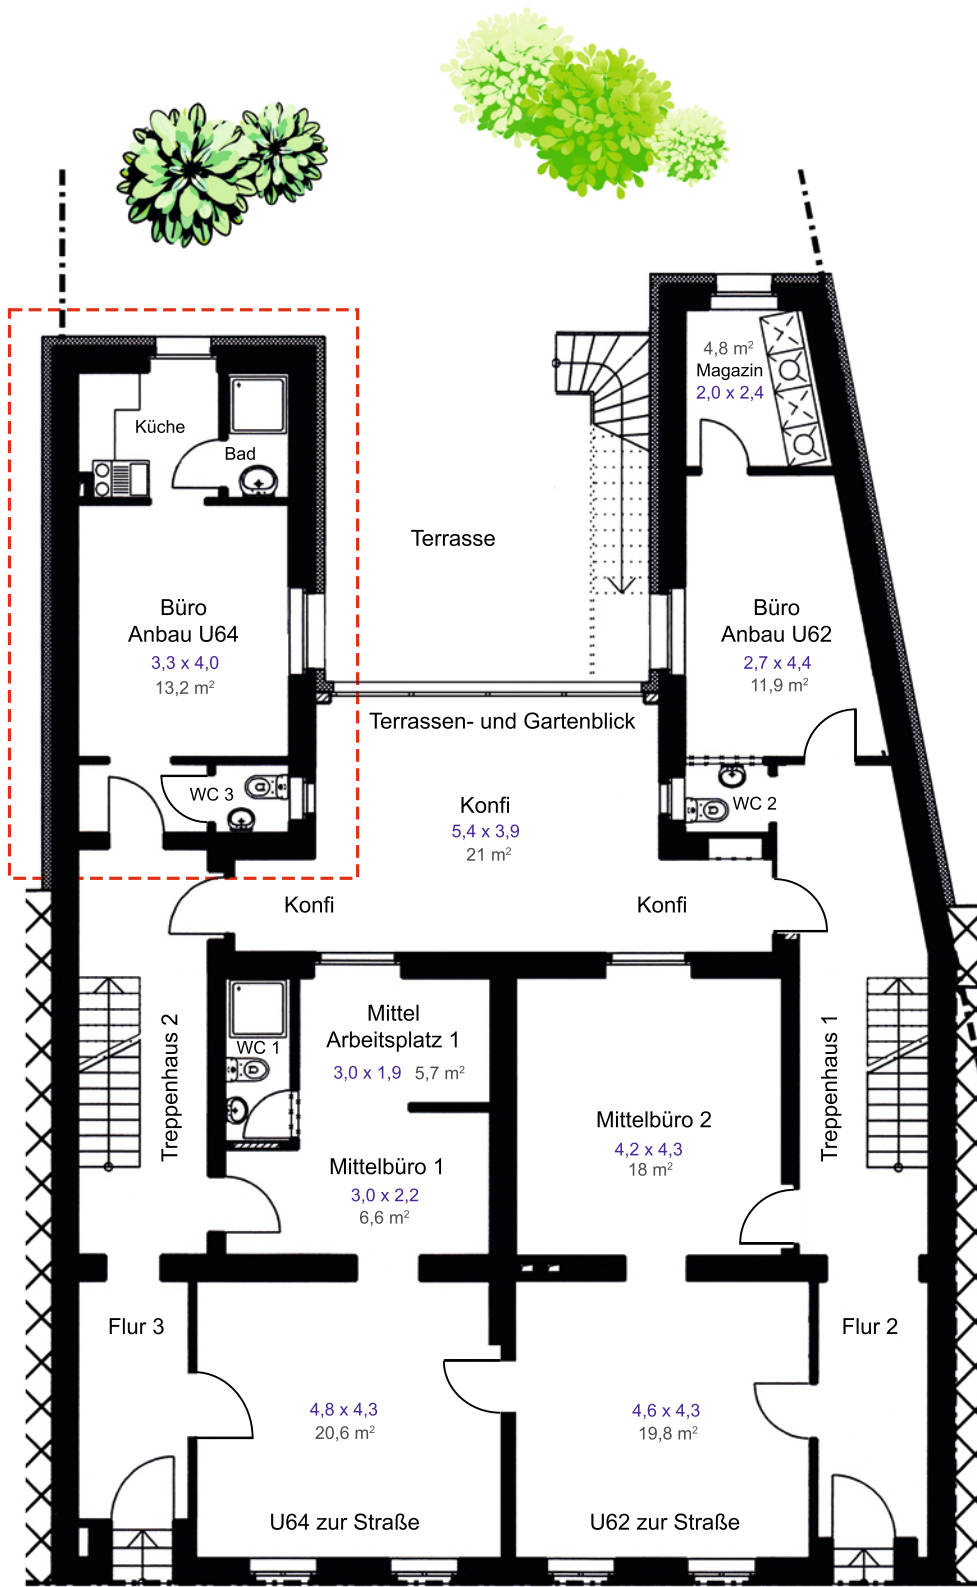 4,8 m²
Magazin
2,0 x 2,4
Küche
Bad
Terrasse
Büro
Anbau U64
3,3 x 4,0
13,2 m²
Büro
Anbau U62
2,7 x 4,4
11,9 m²
Terrassen- und Gartenblick
WC 3
Konfi
5,4 x 3,9
21 m²
WC 2
Konfi
Konfi
Treppenhaus 2
WC 1
Mittel
Arbeitsplatz 1
3,0 x 1,9 5,7 m²
Mittelbüro 1
3,0 x 2,2
6,6 m²
Mittelbüro 2
4,2 x 4,3
18 m²
Treppenhaus 1
Flur 3
Flur 2
4,8 x 4,3
20,6 m²
4,6 x 4,3
19,8 m²
U64 zur Straße
U62 zur Straße